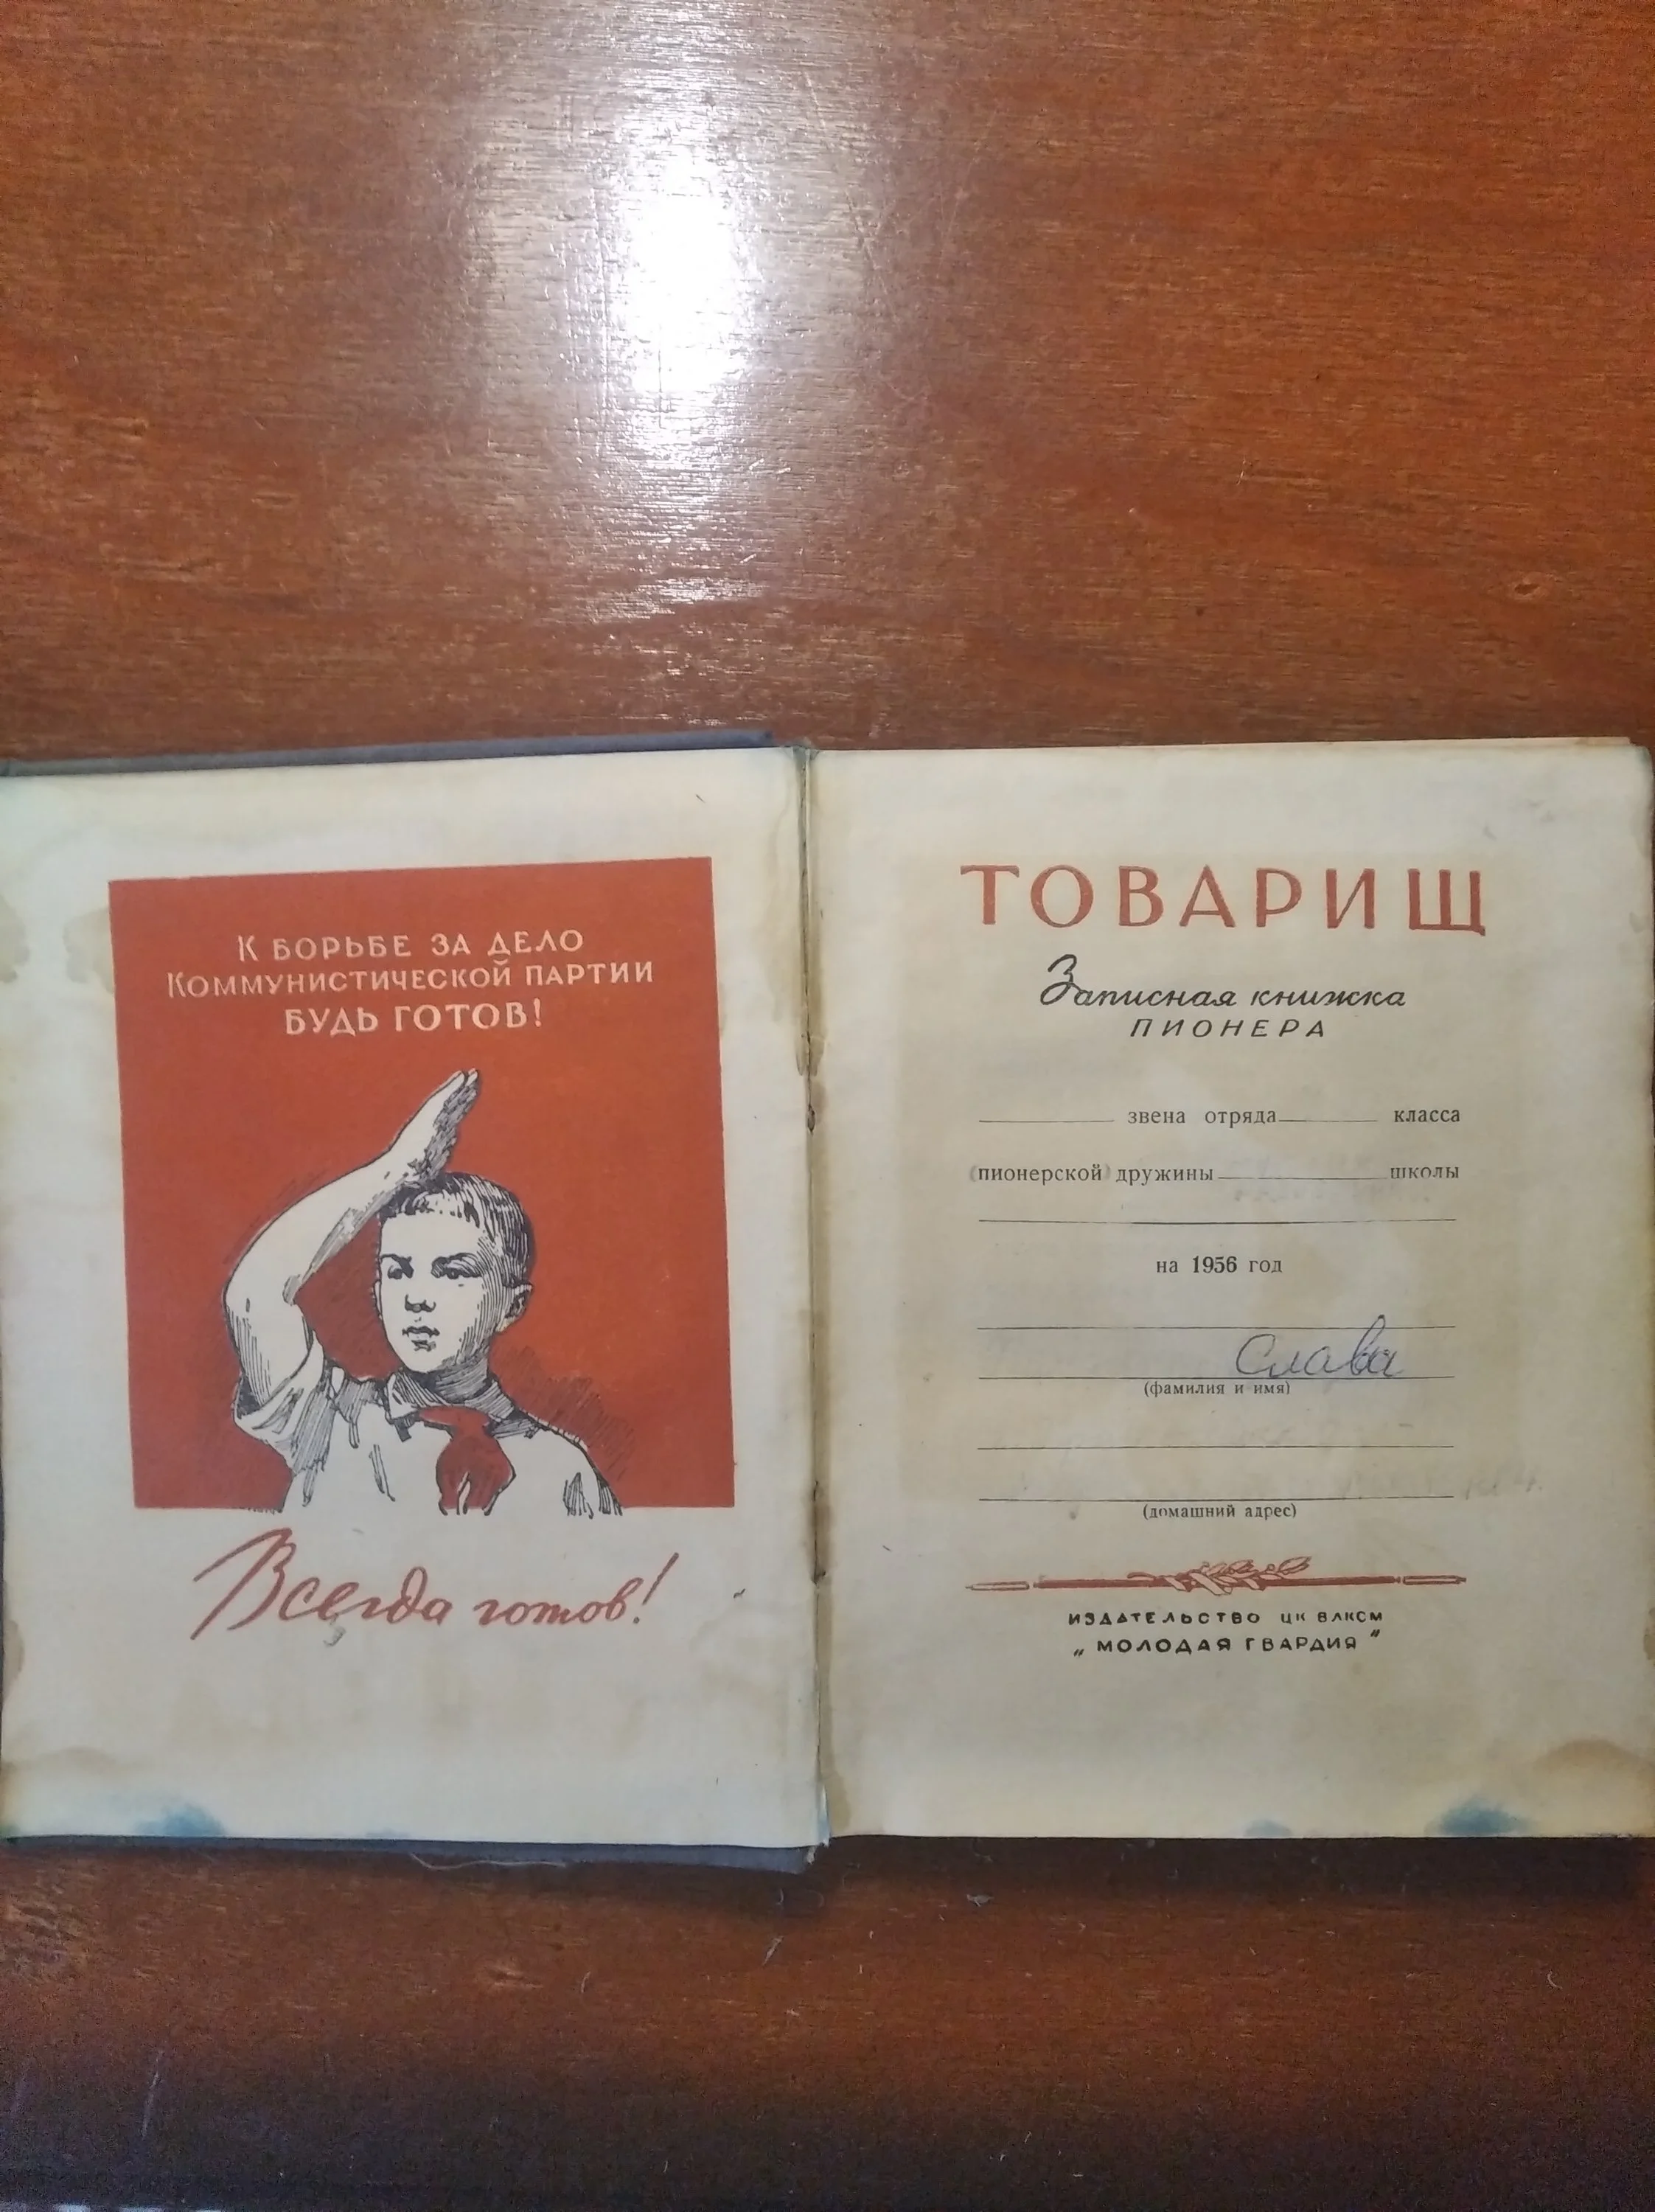 К БОРЬБЕ ЗА ДЕЛО
КОММУНИСТИЧЕСКОЙ ПАРТИИ
БУДЬ ГОТОВ!
Всегда готов!
ТОВАРИЩ
Записная книжка
ПИОНЕРА
звена отряда класса
(пионерской) дружины школы
на 1956 год
Слава
(фамилия и имя)
(домашний адрес)
ИЗДАТЕЛЬСТВО ЦК ВЛКСМ
„МОЛОДАЯ ГВАРДИЯ"